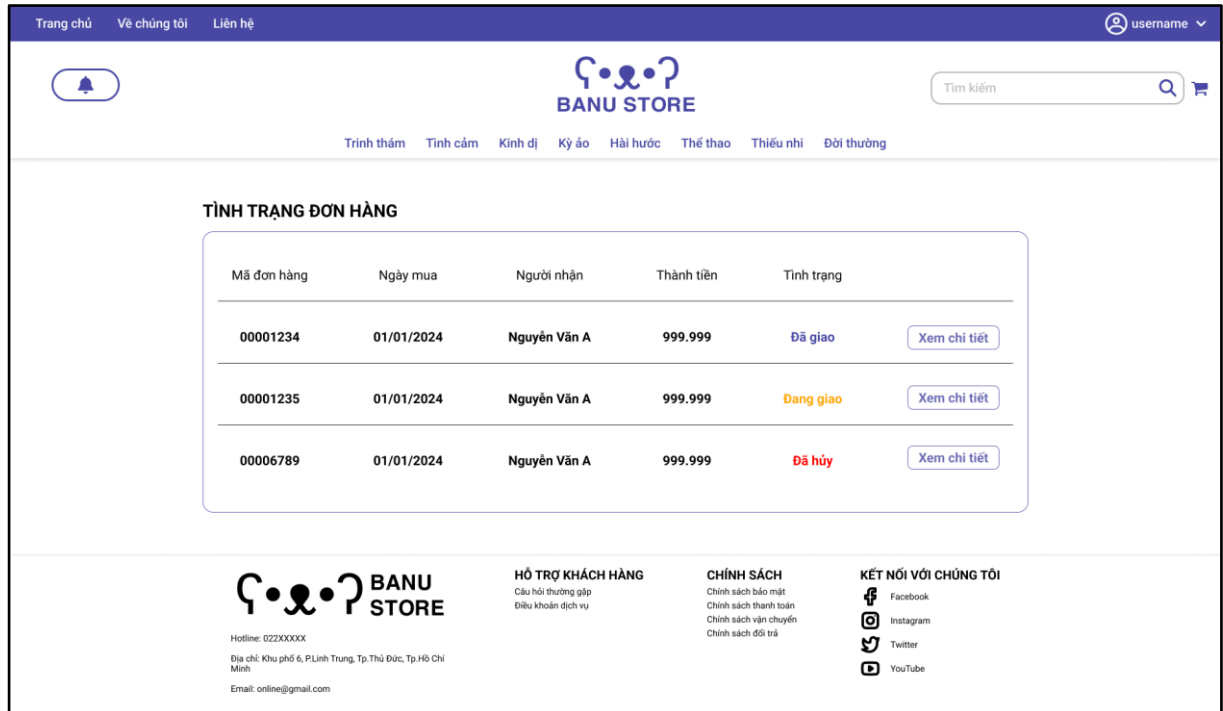 Trang chủ Về chúng tôi Liên hệ username
BANU STORE
Tìm kiếm
Trinh thám Tình cảm Kinh dị Kỳ ảo Hài hước Thể thao Thiếu nhi Đời thường
TÌNH TRẠNG ĐƠN HÀNG
Mã đơn hàng Ngày mua Người nhận Thành tiền Tình trạng
00001234 01/01/2024 Nguyễn Văn A 999.999 Đã giao Xem chi tiết
00001235 01/01/2024 Nguyễn Văn A 999.999 Đang giao Xem chi tiết
00006789 01/01/2024 Nguyễn Văn A 999.999 Đã hủy Xem chi tiết
BANU
STORE
Hotline: 022XXXXX
Địa chỉ: Khu phố 6, P.Linh Trung, Tp.Thủ Đức, Tp.Hồ Chí
Minh
Email: online@gmail.com
HỖ TRỢ KHÁCH HÀNG
Câu hỏi thường gặp
Điều khoản dịch vụ
CHÍNH SÁCH
Chính sách bảo mật
Chính sách thanh toán
Chính sách vận chuyển
Chính sách đổi trả
KẾT NỐI VỚI CHÚNG TÔI
Facebook
Instagram
Twitter
YouTube